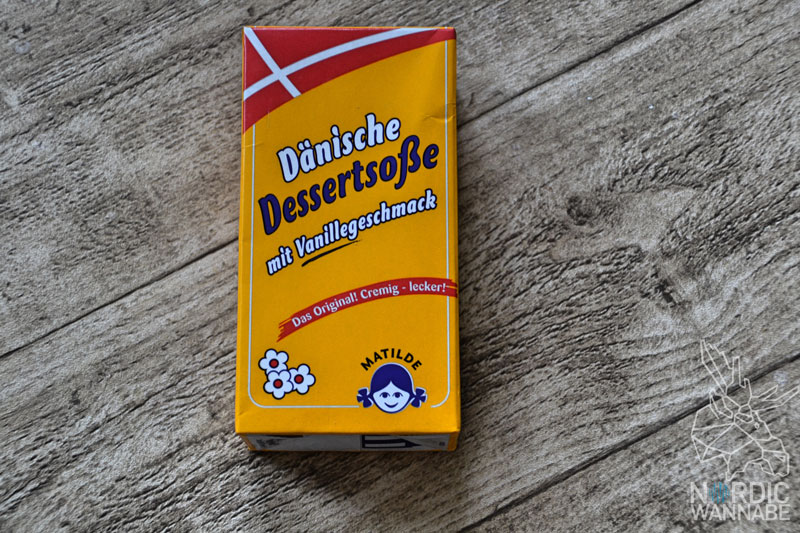 Dänische
Dessertsoße
mit Vanillegeschmack
Das Original! Cremig - lecker!
MATILDE
NORDIC
WANNABE